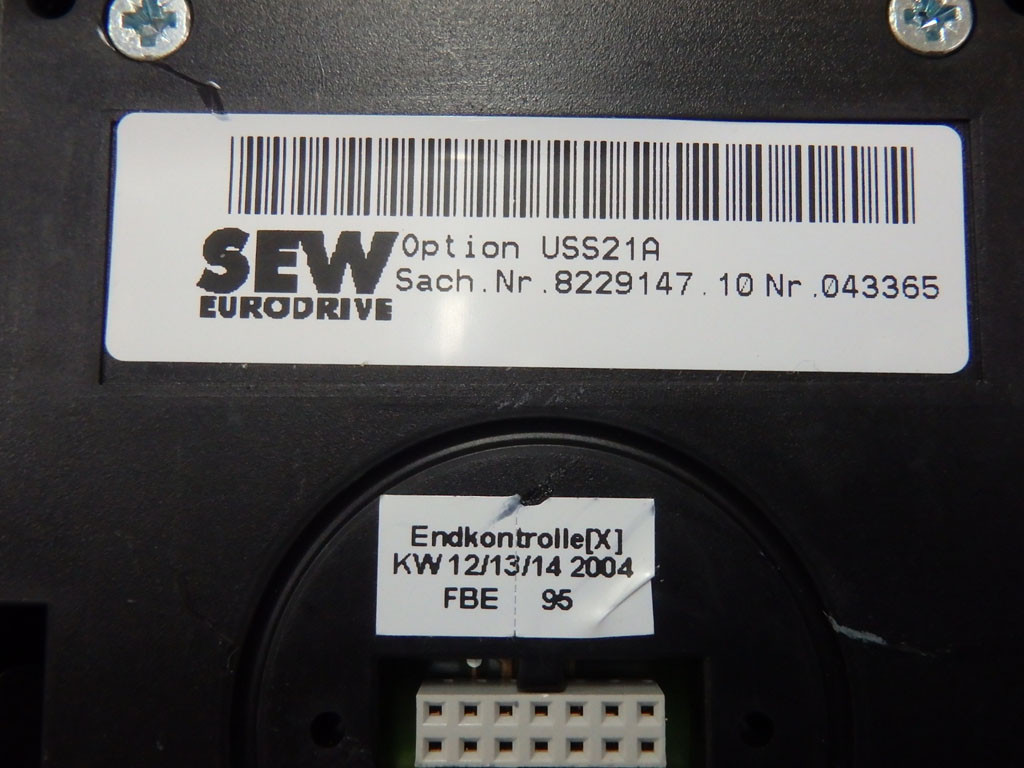 SEW
EURODRIVE
Option USS21A
Sach.Nr.8229147.10 Nr.043365
Endkontrolle[X]
KW 12/13/14 2004
FBE 95